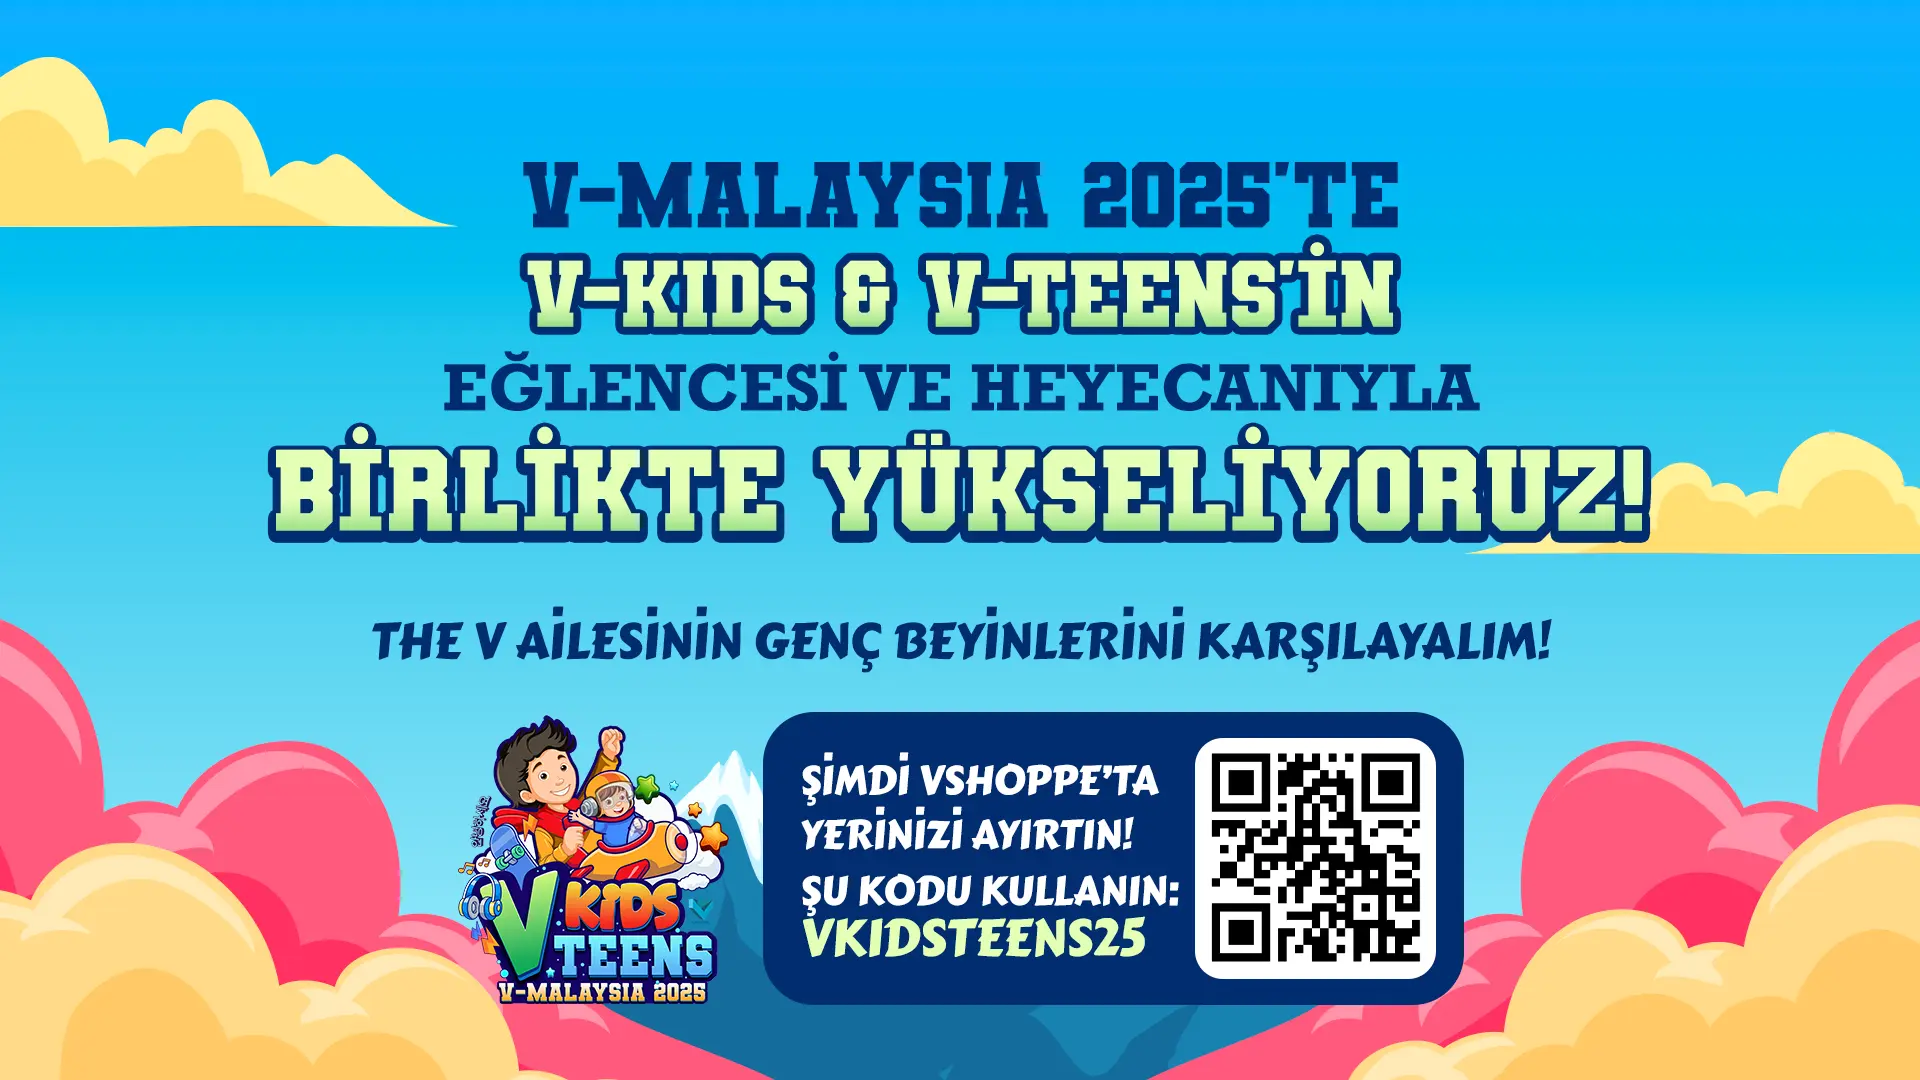 V-MALAYSIA 2025'TE
V-KIDS & V-TEENS'İN
EĞLENCESİ VE HEYECANIYLA
BİRLİKTE YÜKSELİYORUZ!
THE V AİLESİNİN GENÇ BEYİNLERİNİ KARŞILAYALIM!
ŞİMDİ VSHOPPE'TA
YERİNİZİ AYIRTIN!
ŞU KODU KULLANIN:
VKIDSTEENS25
V KiDS
TEENS
V-MALAYSIA 2025